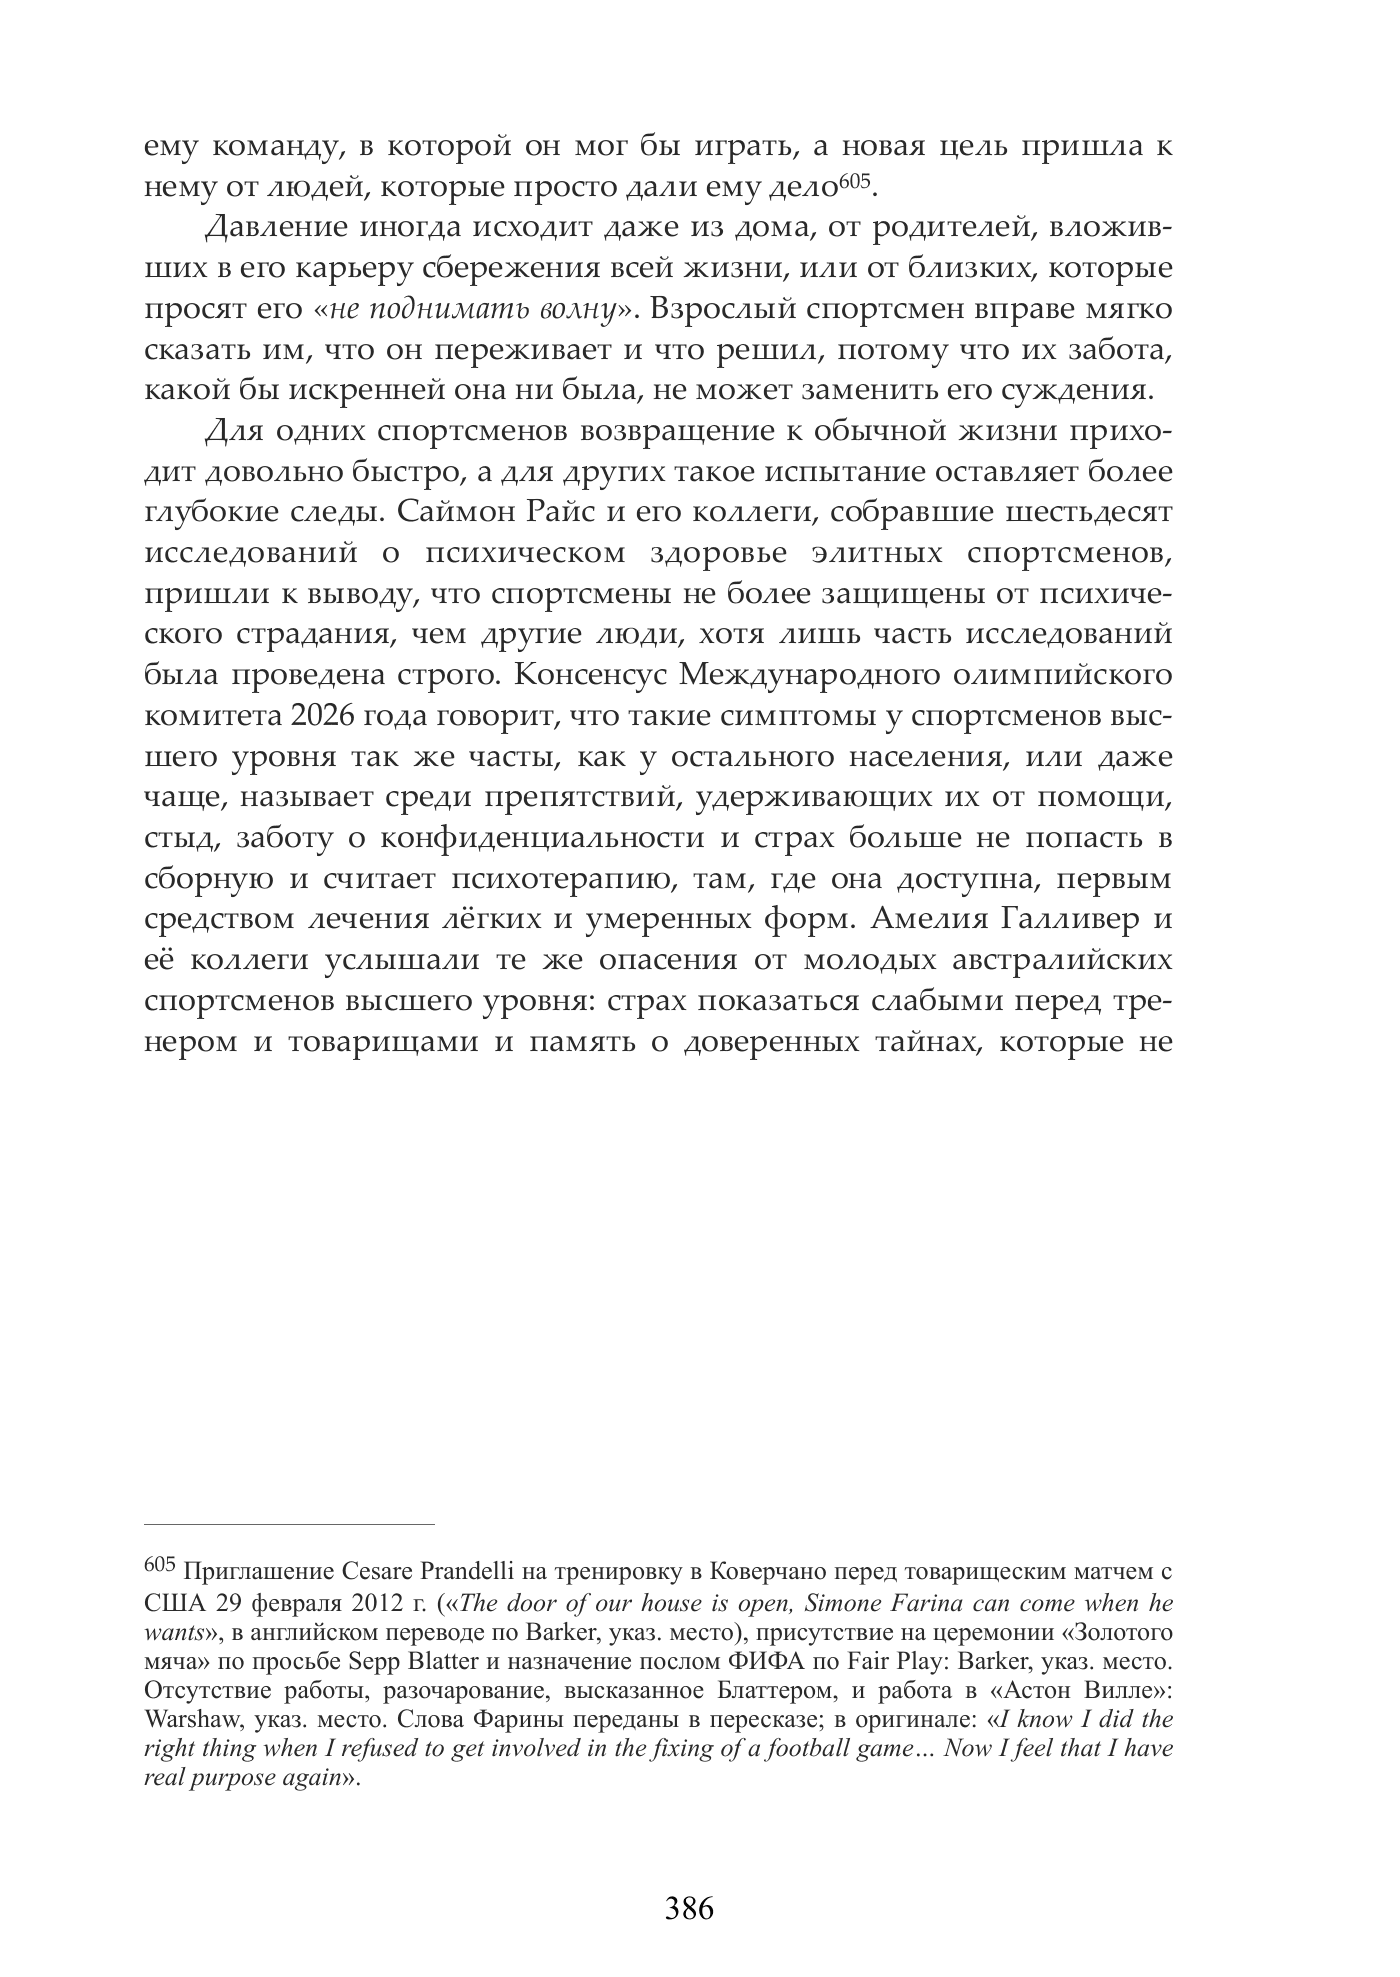 ему команду, в которой он мог бы играть, а новая цель пришла к
нему от людей, которые просто дали ему дело605.
Давление иногда исходит даже из дома, от родителей, вложив-
ших в его карьеру сбережения всей жизни, или от близких, которые
просят его «не поднимать волну». Взрослый спортсмен вправе мягко
сказать им, что он переживает и что решил, потому что их забота,
какой бы искренней она ни была, не может заменить его суждения.
Для одних спортсменов возвращение к обычной жизни прихо-
дит довольно быстро, а для других такое испытание оставляет более
глубокие следы. Саймон Райс и его коллеги, собравшие шестьдесят
исследований о психическом здоровье элитных спортсменов,
пришли к выводу, что спортсмены не более защищены от психиче-
ского страдания, чем другие люди, хотя лишь часть исследований
была проведена строго. Консенсус Международного олимпийского
комитета 2026 года говорит, что такие симптомы у спортсменов выс-
шего уровня так же часты, как у остального населения, или даже
чаще, называет среди препятствий, удерживающих их от помощи,
стыд, заботу о конфиденциальности и страх больше не попасть в
сборную и считает психотерапию, там, где она доступна, первым
средством лечения лёгких и умеренных форм. Амелия Галливер и
её коллеги услышали те же опасения от молодых австралийских
спортсменов высшего уровня: страх показаться слабыми перед тре-
нером и товарищами и память о доверенных тайнах, которые не
605 Приглашение Cesare Prandelli на тренировку в Коверчано перед товарищеским матчем с
США 29 февраля 2012 г. («The door of our house is open, Simone Farina can come when he
wants», в английском переводе по Barker, указ. место), присутствие на церемонии «Золотого
мяча» по просьбе Sepp Blatter и назначение послом ФИФА по Fair Play: Barker, указ. место.
Отсутствие работы, разочарование, высказанное Блаттером, и работа в «Астон Вилле»:
Warshaw, указ. место. Слова Фарины переданы в пересказе; в оригинале: «I know I did the
right thing when I refused to get involved in the fixing of a football game… Now I feel that I have
real purpose again».
386